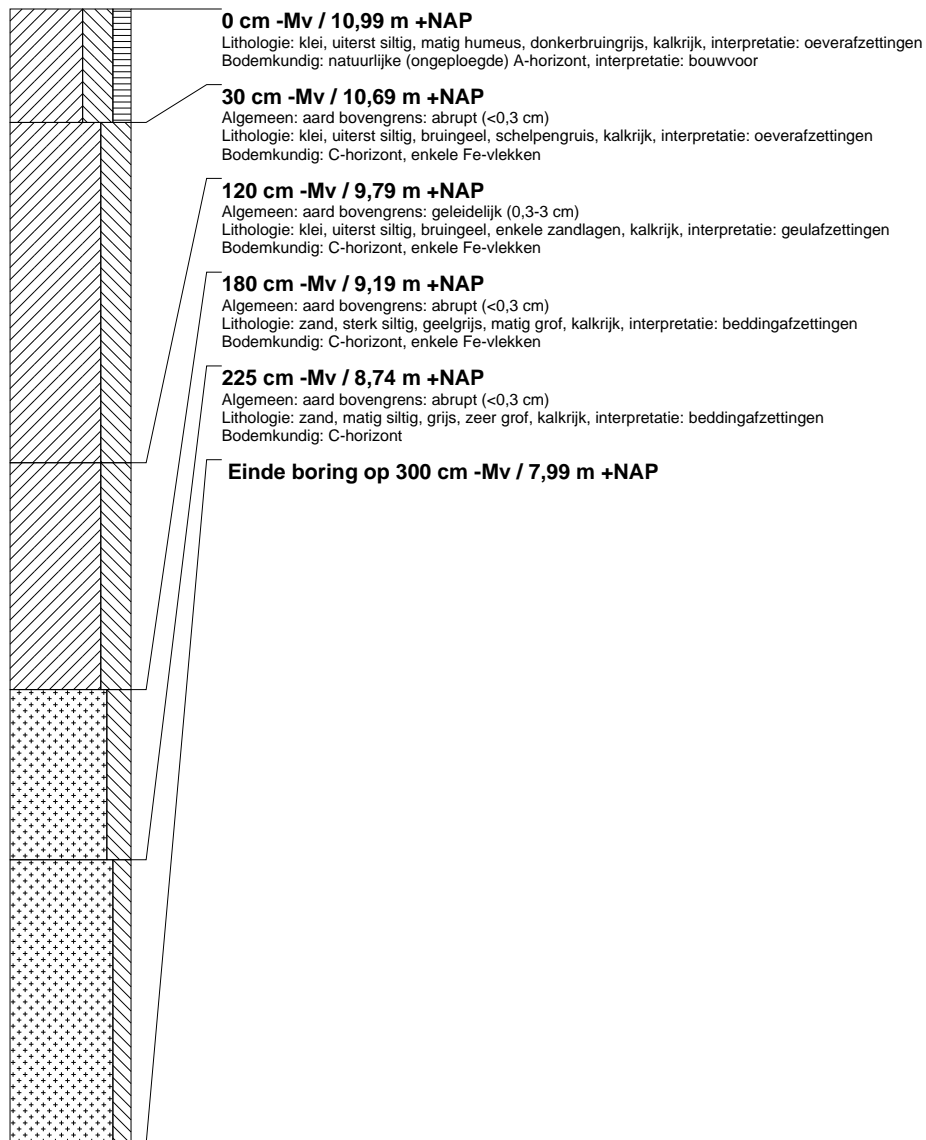 0 cm -Mv / 10,99 m +NAP
Lithologie: klei, uiterst siltig, matig humeus, donkerbruingrijs, kalkrijk, interpretatie: oeverafzettingen
Bodemkundig: natuurlijke (ongeploegde) A-horizont, interpretatie: bouwvoor
30 cm -Mv / 10,69 m +NAP
Algemeen: aard bovengrens: abrupt (<0,3 cm)
Lithologie: klei, uiterst siltig, bruingeel, schelpengruis, kalkrijk, interpretatie: oeverafzettingen
Bodemkundig: C-horizont, enkele Fe-vlekken
120 cm -Mv / 9,79 m +NAP
Algemeen: aard bovengrens: geleidelijk (0,3-3 cm)
Lithologie: klei, uiterst siltig, bruingeel, enkele zandlagen, kalkrijk, interpretatie: geulafzettingen
Bodemkundig: C-horizont, enkele Fe-vlekken
180 cm -Mv / 9,19 m +NAP
Algemeen: aard bovengrens: abrupt (<0,3 cm)
Lithologie: zand, sterk siltig, geelgrijs, matig grof, kalkrijk, interpretatie: beddingafzettingen
Bodemkundig: C-horizont, enkele Fe-vlekken
225 cm -Mv / 8,74 m +NAP
Algemeen: aard bovengrens: abrupt (<0,3 cm)
Lithologie: zand, matig siltig, grijs, zeer grof, kalkrijk, interpretatie: beddingafzettingen
Bodemkundig: C-horizont
Einde boring op 300 cm -Mv / 7,99 m +NAP